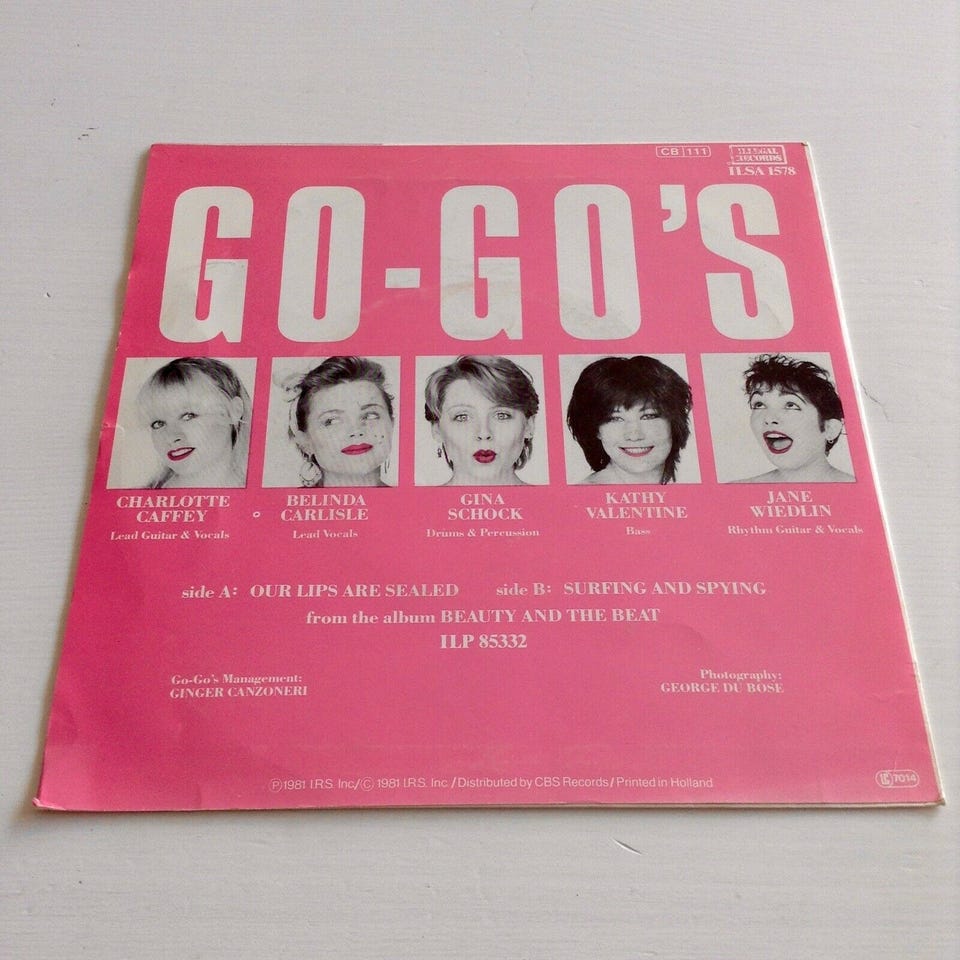 CB 111
ILLEGAL
RECORDS
ILSA 1578
GO-GO'S
CHARLOTTE
CAFFEY
Lead Guitar & Vocals
BELINDA
CARLISLE
Lead Vocals
GINA
SCHOCK
Drums & Percussion
KATHY
VALENTINE
Bass
JANE
WIEDLIN
Rhythm Guitar & Vocals
side A: OUR LIPS ARE SEALED side B: SURFING AND SPYING
from the album BEAUTY AND THE BEAT
ILP 85332
Go-Go's Management:
GINGER CANZONERI
Photography:
GEORGE DU BOSE
Ⓟ1981 I.R.S. Inc./Ⓒ 1981 I.R.S. Inc./Distributed by CBS Records/Printed in Holland
LC 7014